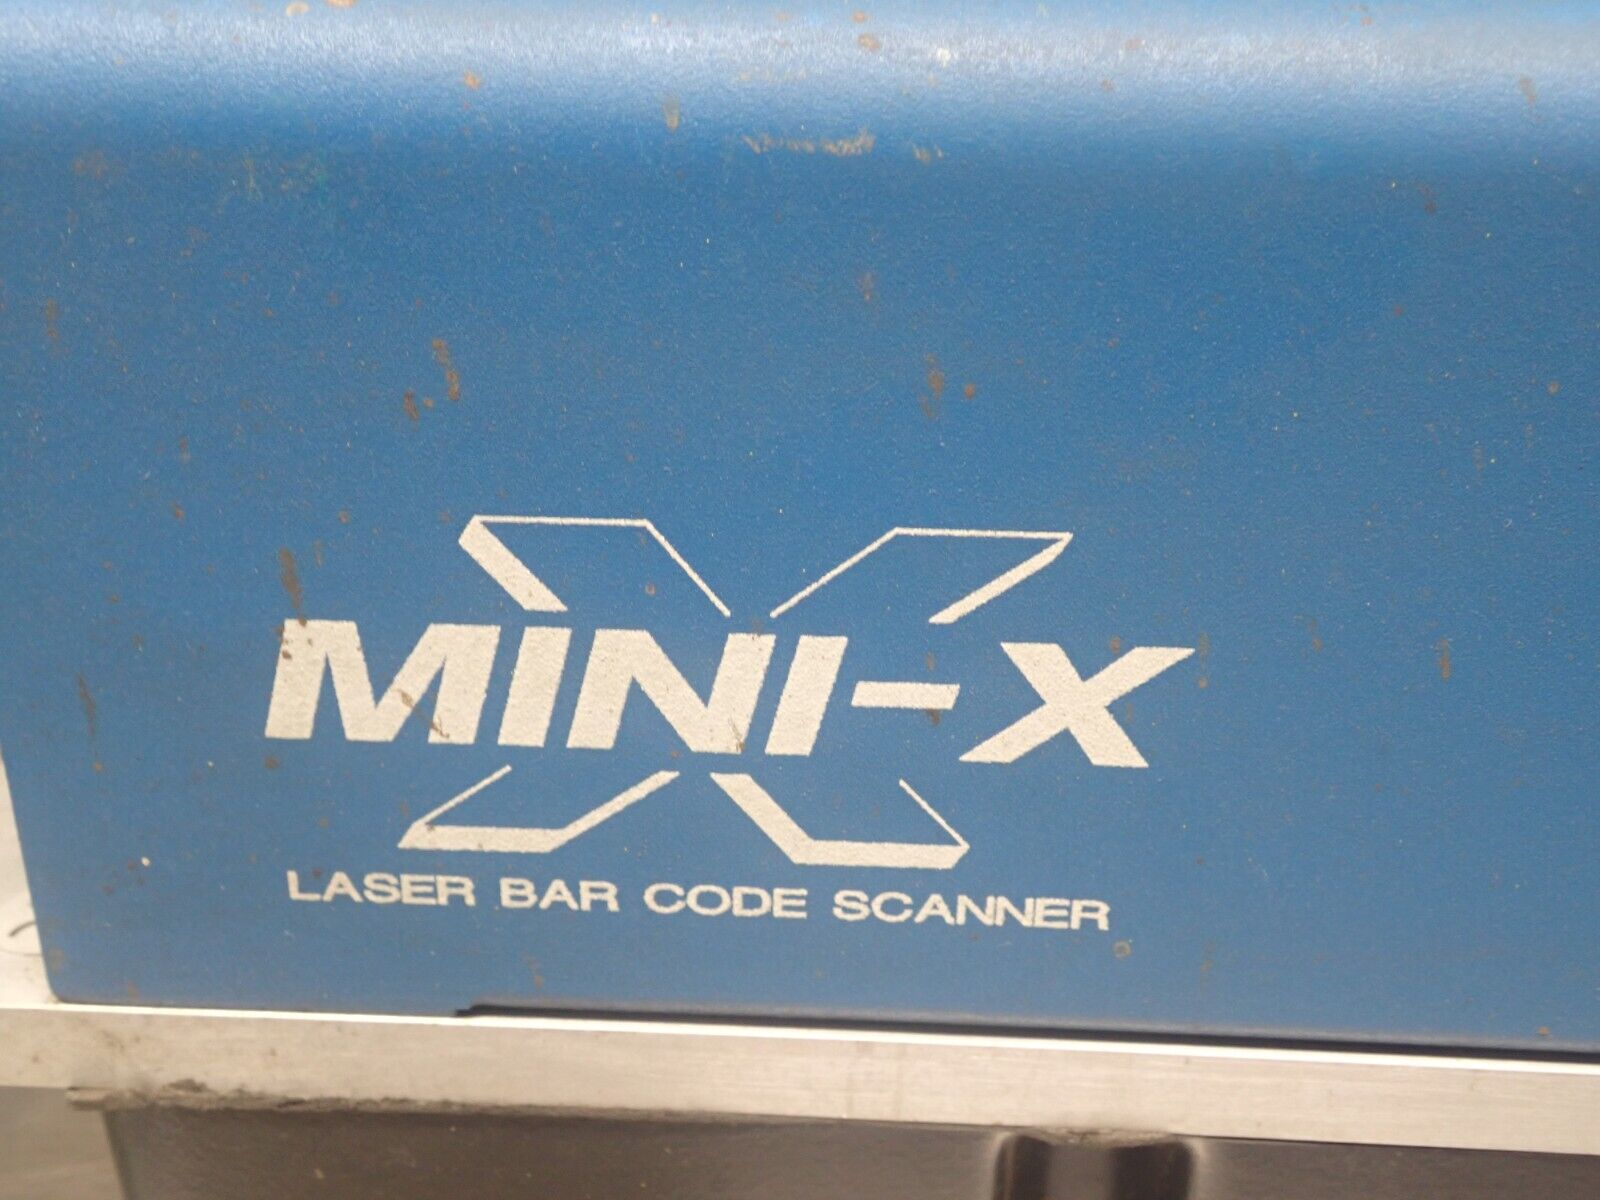 MINI-X
LASER BAR CODE SCANNER